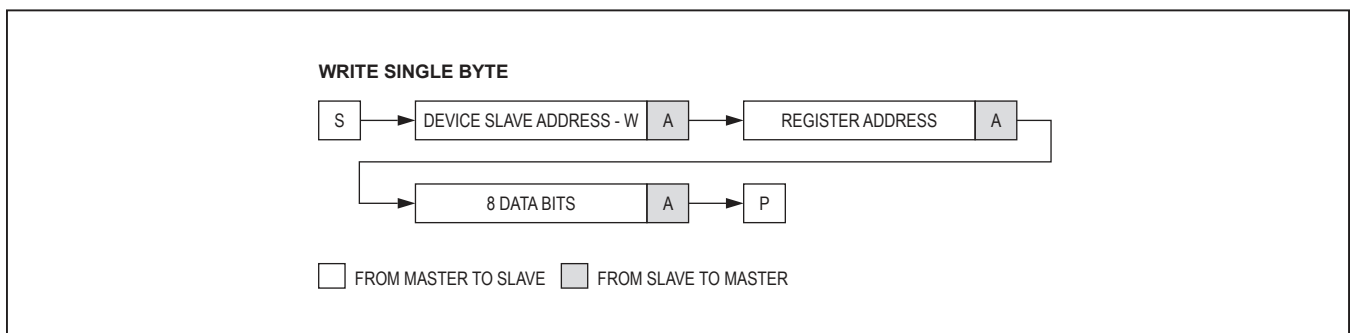 WRITE SINGLE BYTE
S DEVICE SLAVE ADDRESS - W A REGISTER ADDRESS A
8 DATA BITS A P
FROM MASTER TO SLAVE FROM SLAVE TO MASTER